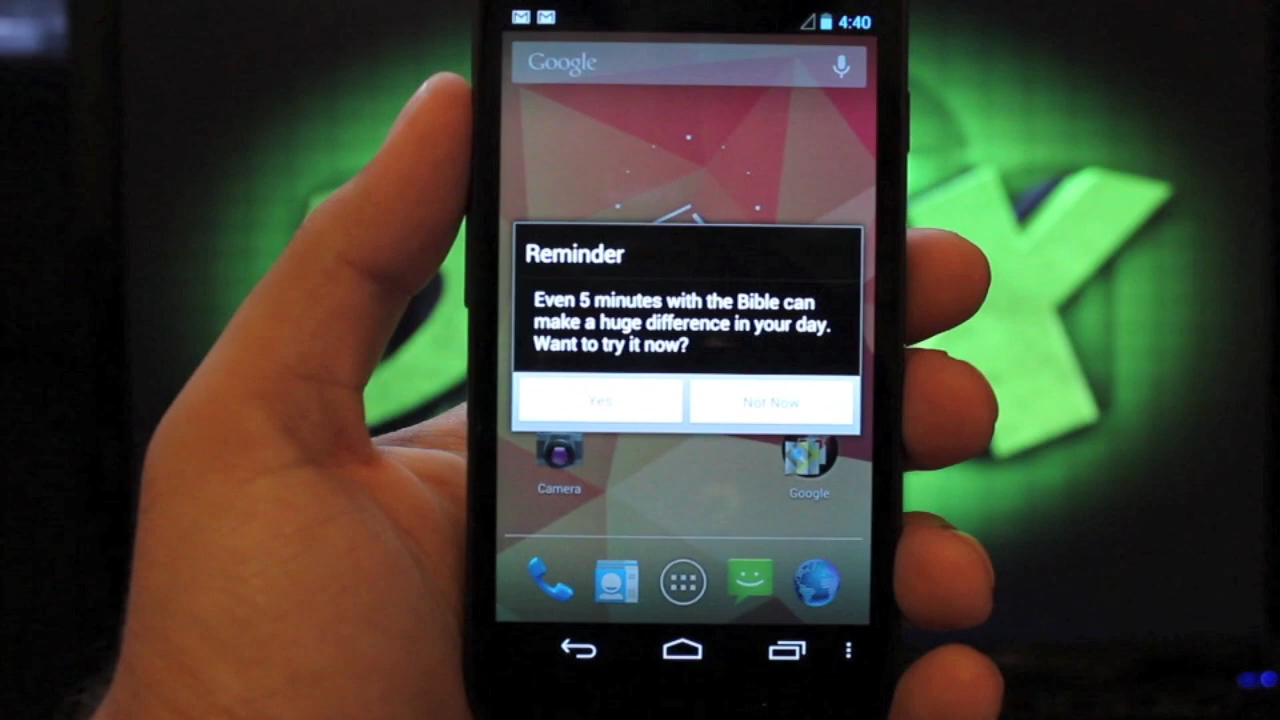 4:40
Google
Reminder
Even 5 minutes with the Bible can
make a huge difference in your day.
Want to try it now?
Yes
Not Now
Camera
Google